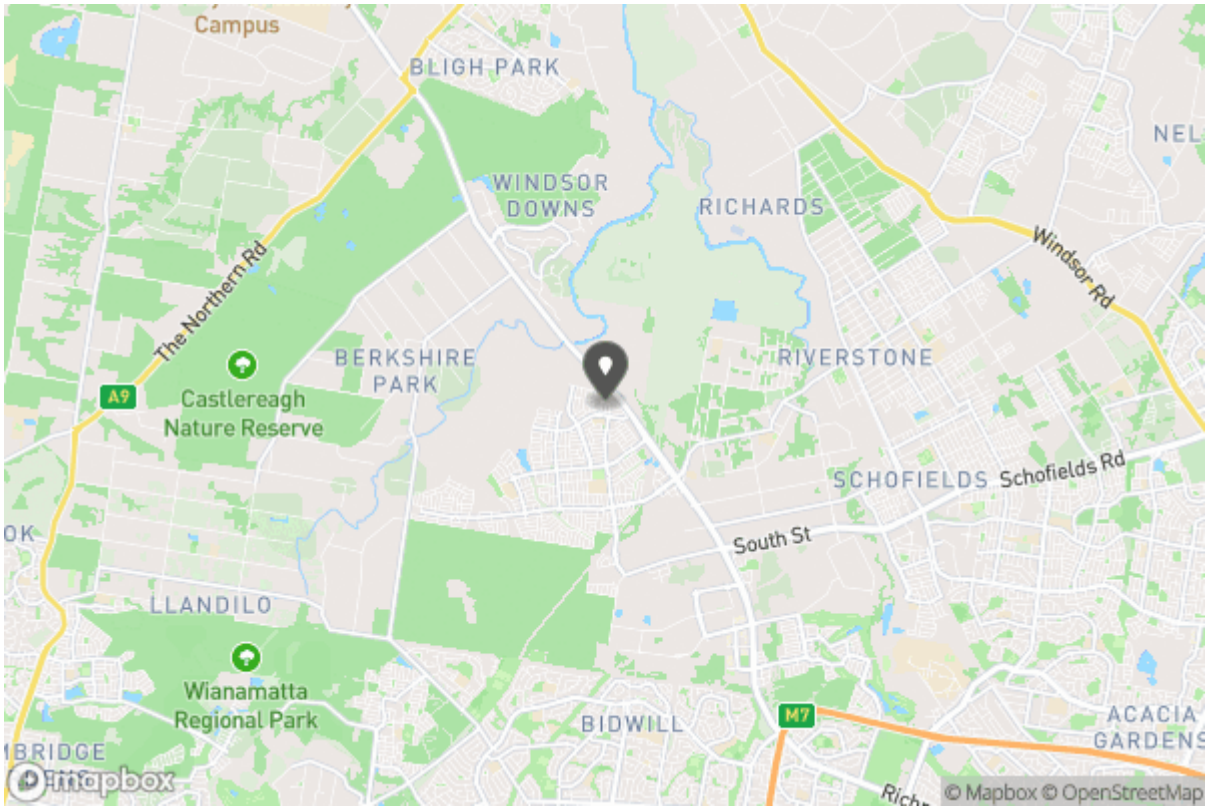 Campus
BLIGH PARK
NEL
WINDSOR
DOWNS
RICHARDS
The Northern Rd
Windsor Rd
BERKSHIRE
PARK
RIVERSTONE
A9
Castlereagh
Nature Reserve
SCHOFIELDS
Schofields Rd
OK
South St
LLANDILO
Wianamatta
Regional Park
BIDWILL
M7
ACACIA
GARDENS
MBRIDGE
mapbox
Richm
© Mapbox © OpenStreetMap